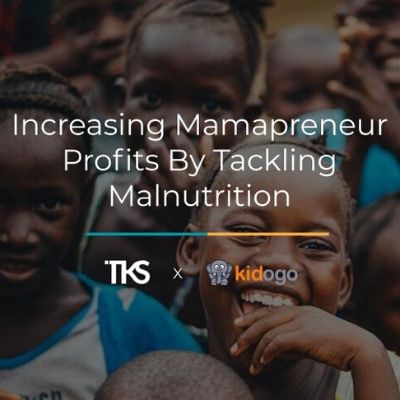 Increasing Mamapreneur
Profits By Tackling
Malnutrition
TKS x kidogo